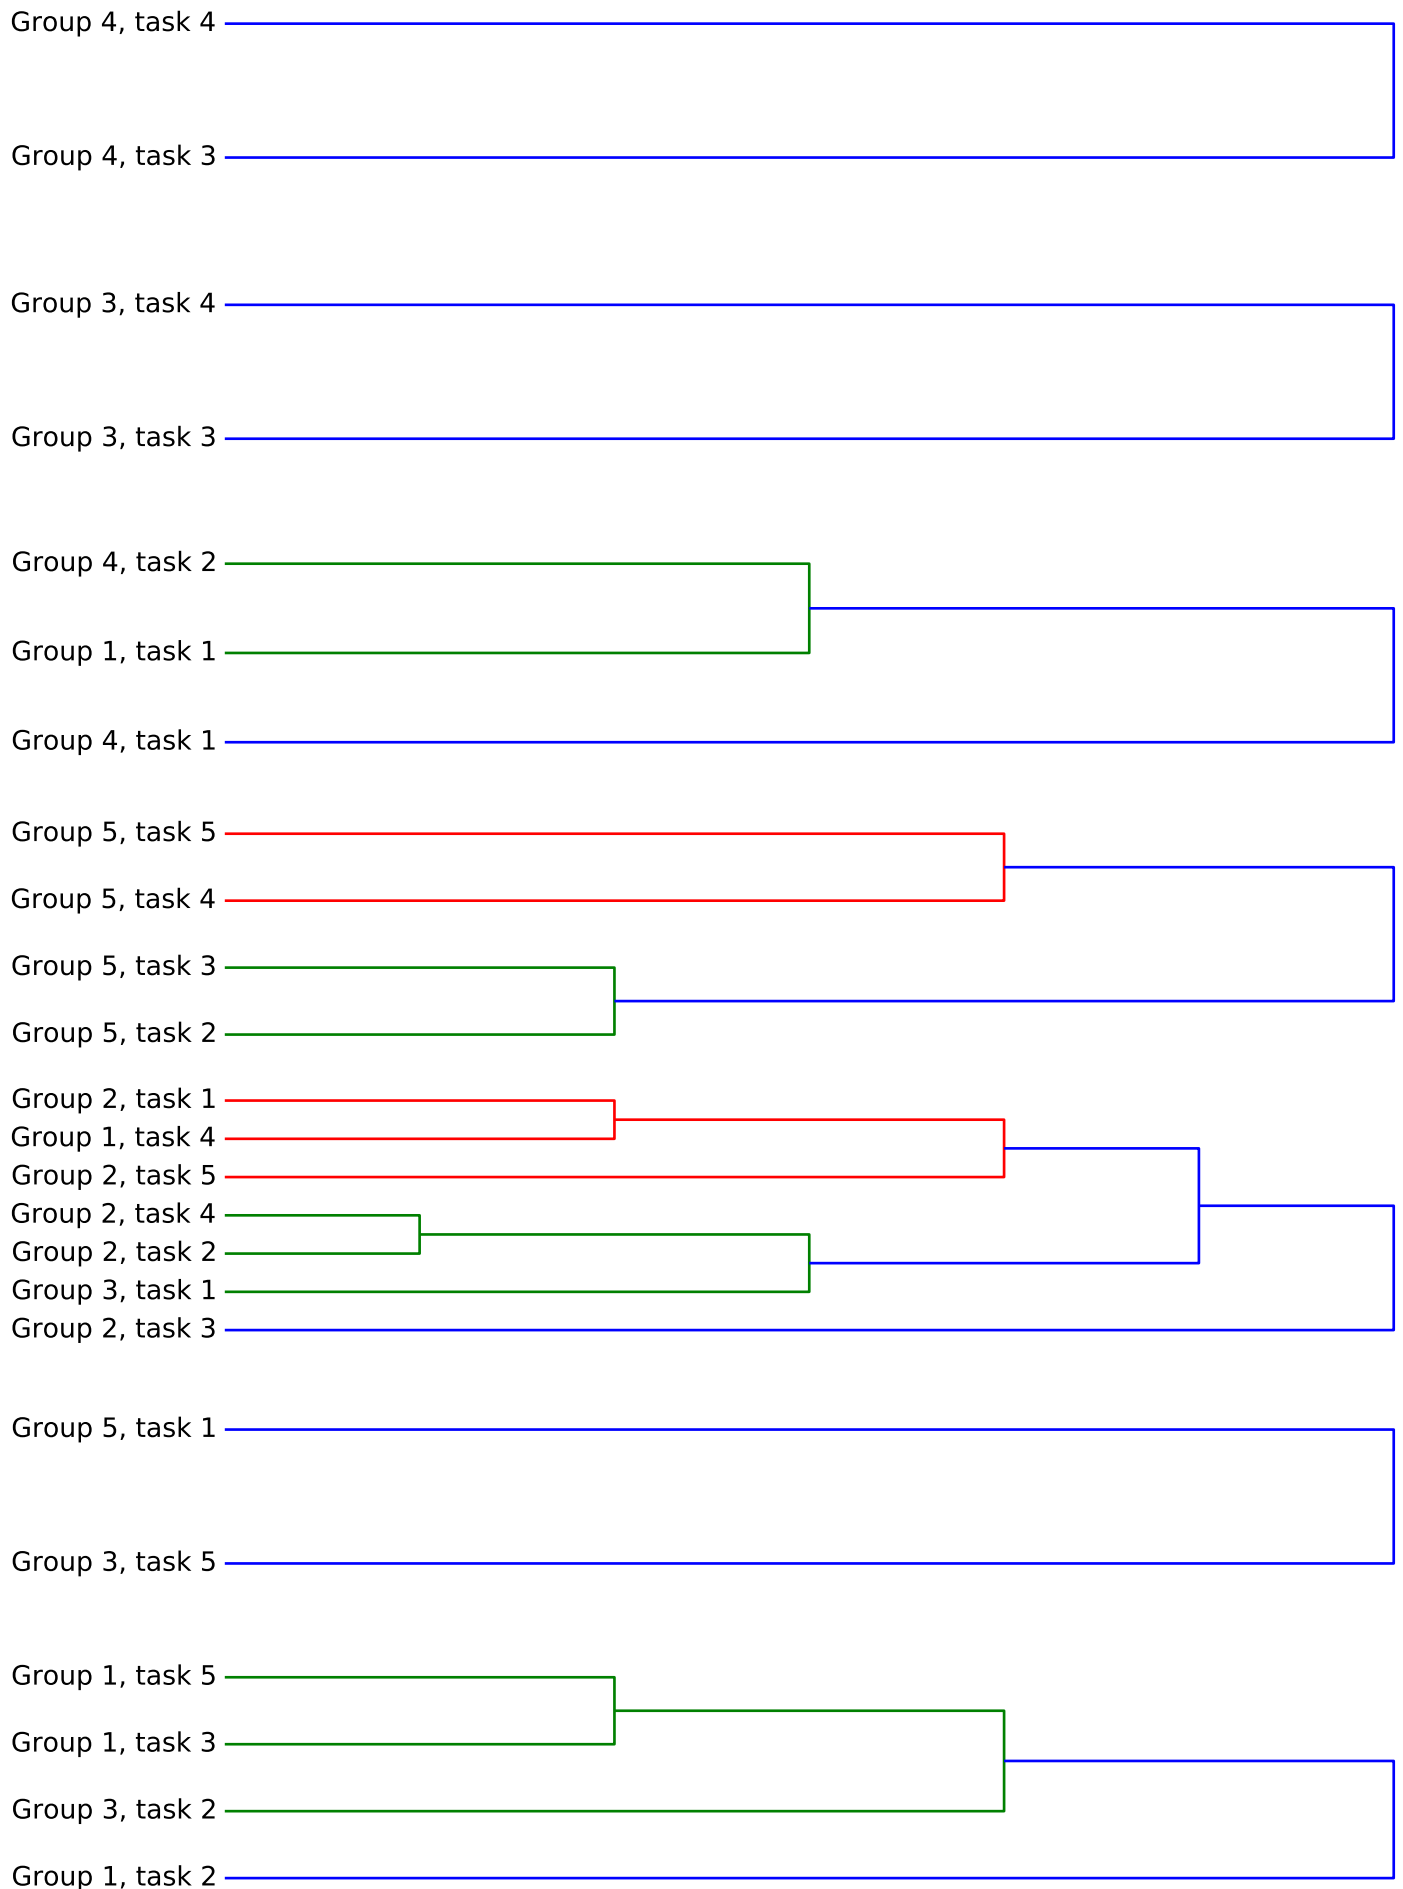 Group 4, task 4
Group 4, task 3
Group 3, task 4
Group 3, task 3
Group 4, task 2
Group 1, task 1
Group 4, task 1
Group 5, task 5
Group 5, task 4
Group 5, task 3
Group 5, task 2
Group 2, task 1
Group 1, task 4
Group 2, task 5
Group 2, task 4
Group 2, task 2
Group 3, task 1
Group 2, task 3
Group 5, task 1
Group 3, task 5
Group 1, task 5
Group 1, task 3
Group 3, task 2
Group 1, task 2